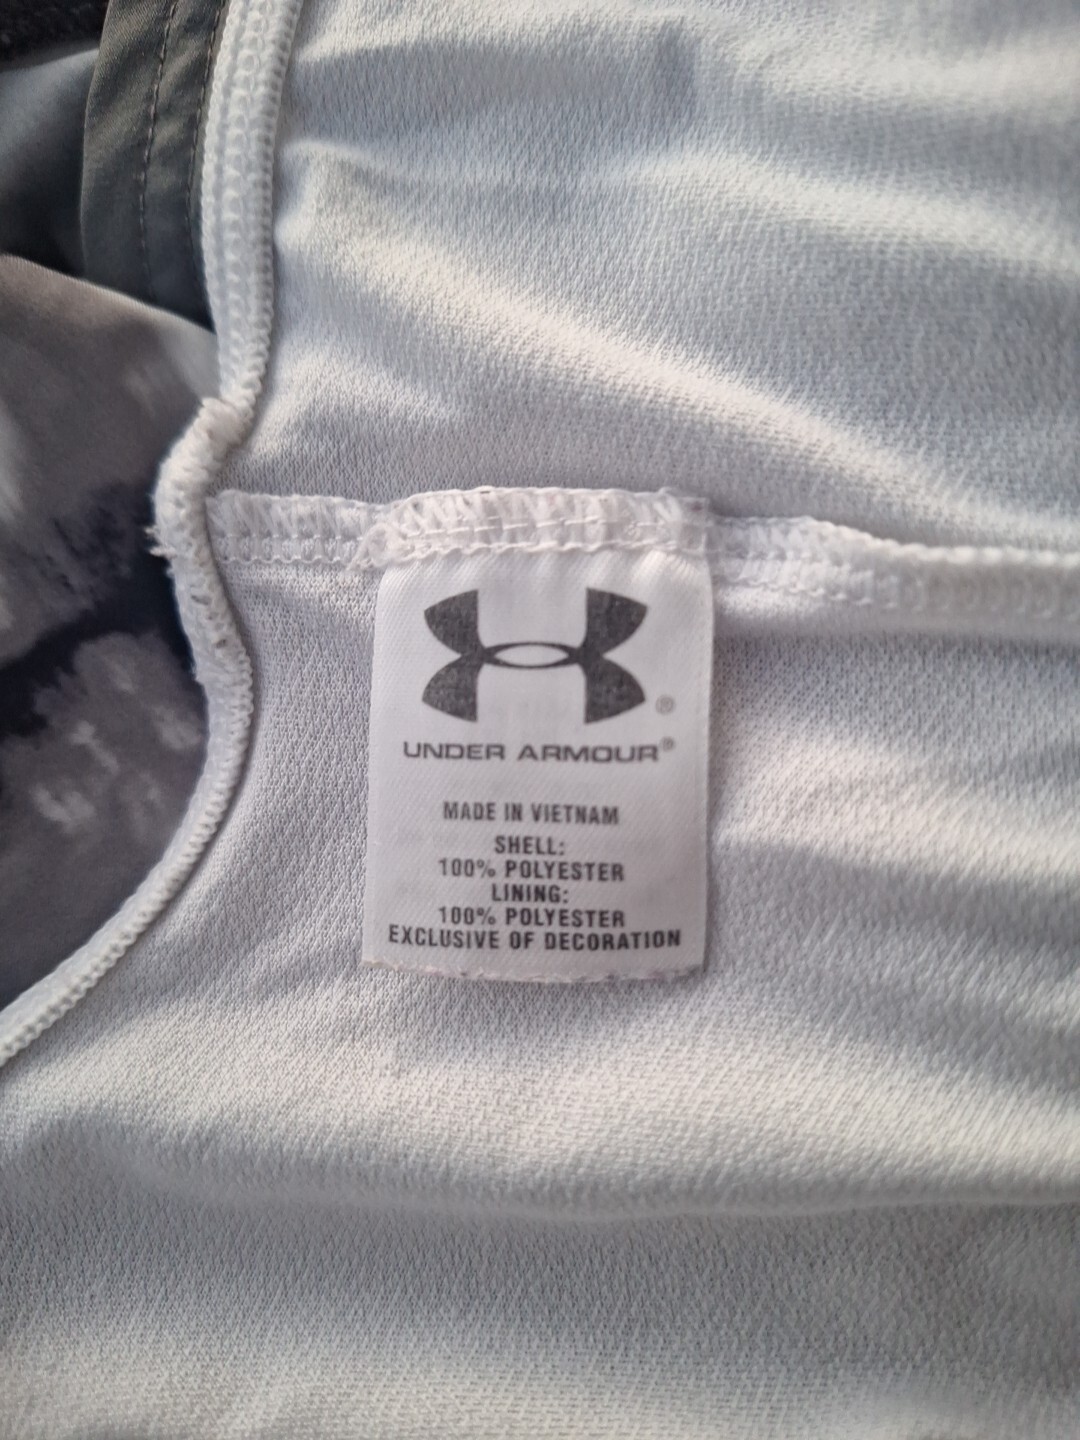 ®
UNDER ARMOUR®
MADE IN VIETNAM
SHELL:
100% POLYESTER
LINING:
100% POLYESTER
EXCLUSIVE OF DECORATION